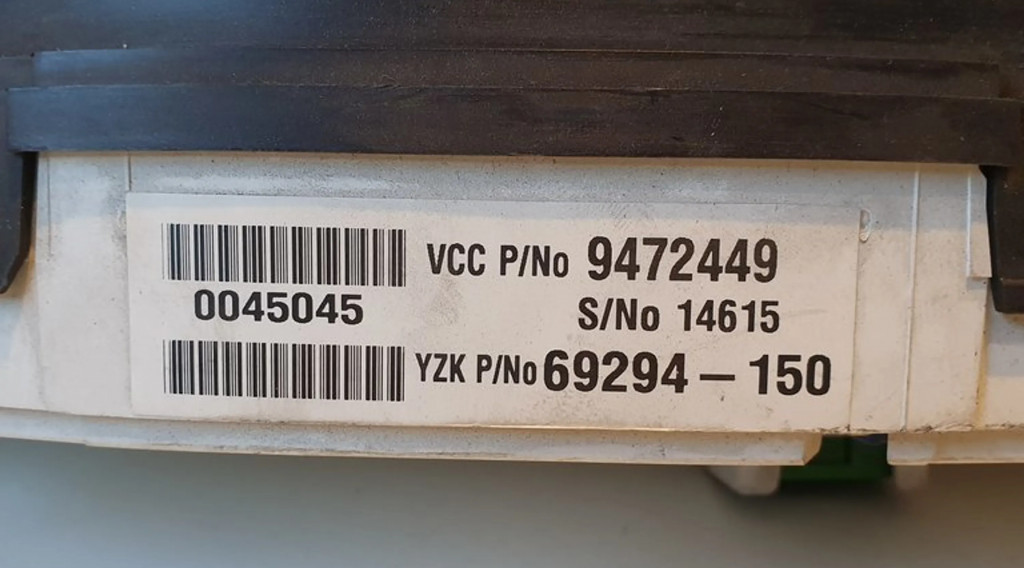 VCC P/No 9472449
0045045
S/No 14615
YZK P/No 69294-150